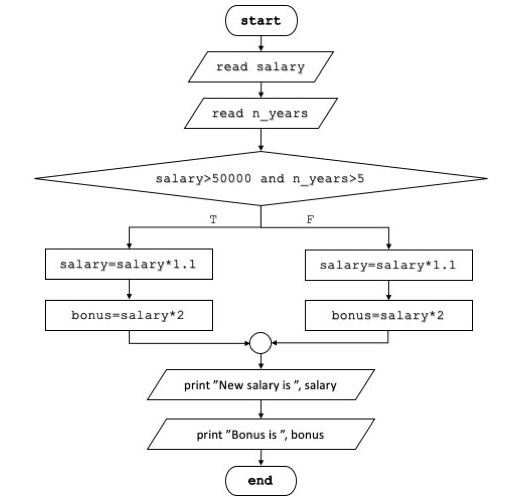 start
read salary
read n_years
salary>50000 and n_years>5
T F
salary=salary*1.1 salary=salary*1.1
bonus=salary*2 bonus=salary*2
print ”New salary is ”, salary
print ”Bonus is ”, bonus
end